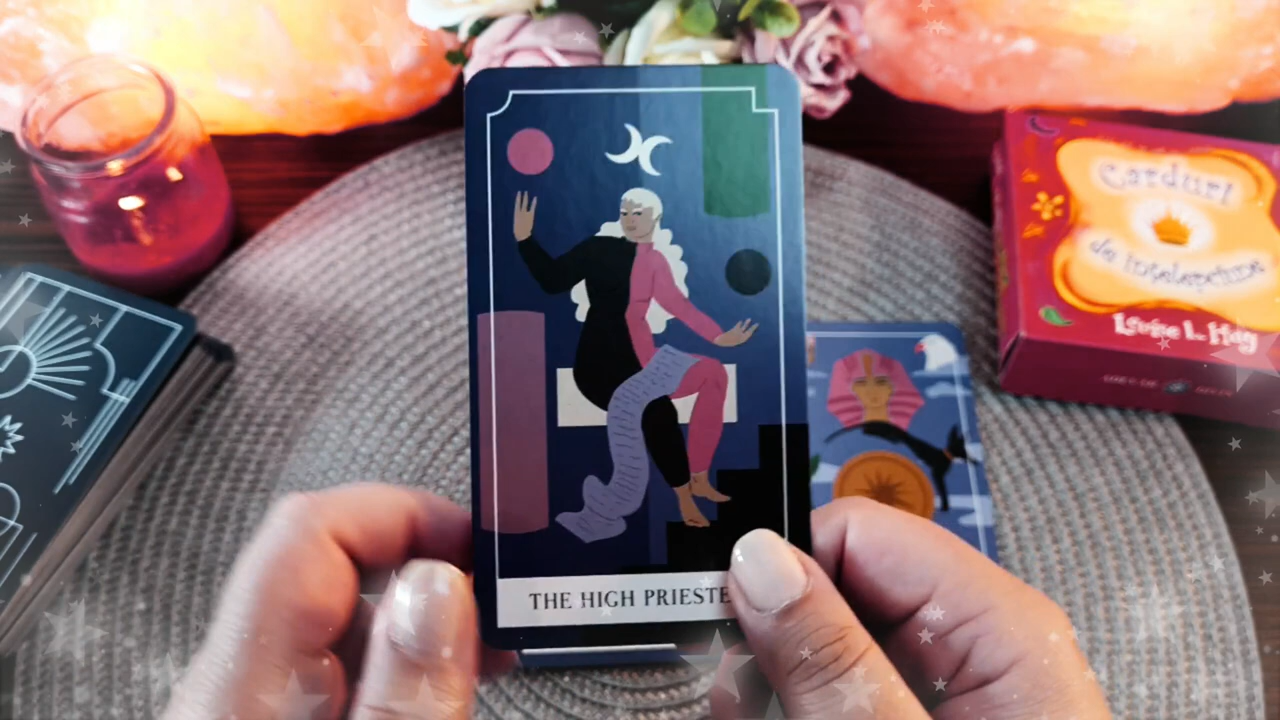 THE HIGH PRIESTE
Carduri
de înțelepciune
Louise L. Hay